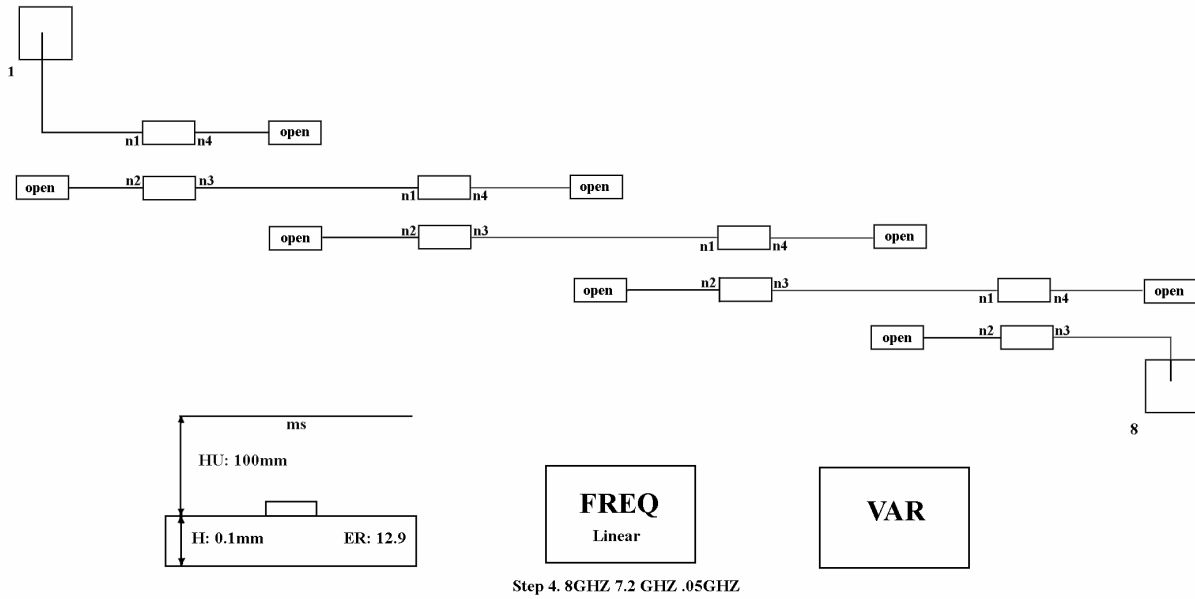 1
n1 n4 open
open n2 n3 n1 n4 open
open n2 n3 n1 n4 open
open n2 n3 n1 n4 open
open n2 n3
8
ms
HU: 100mm
H: 0.1mm ER: 12.9
FREQ
Linear
VAR
Step 4. 8GHZ 7.2 GHZ .05GHZ